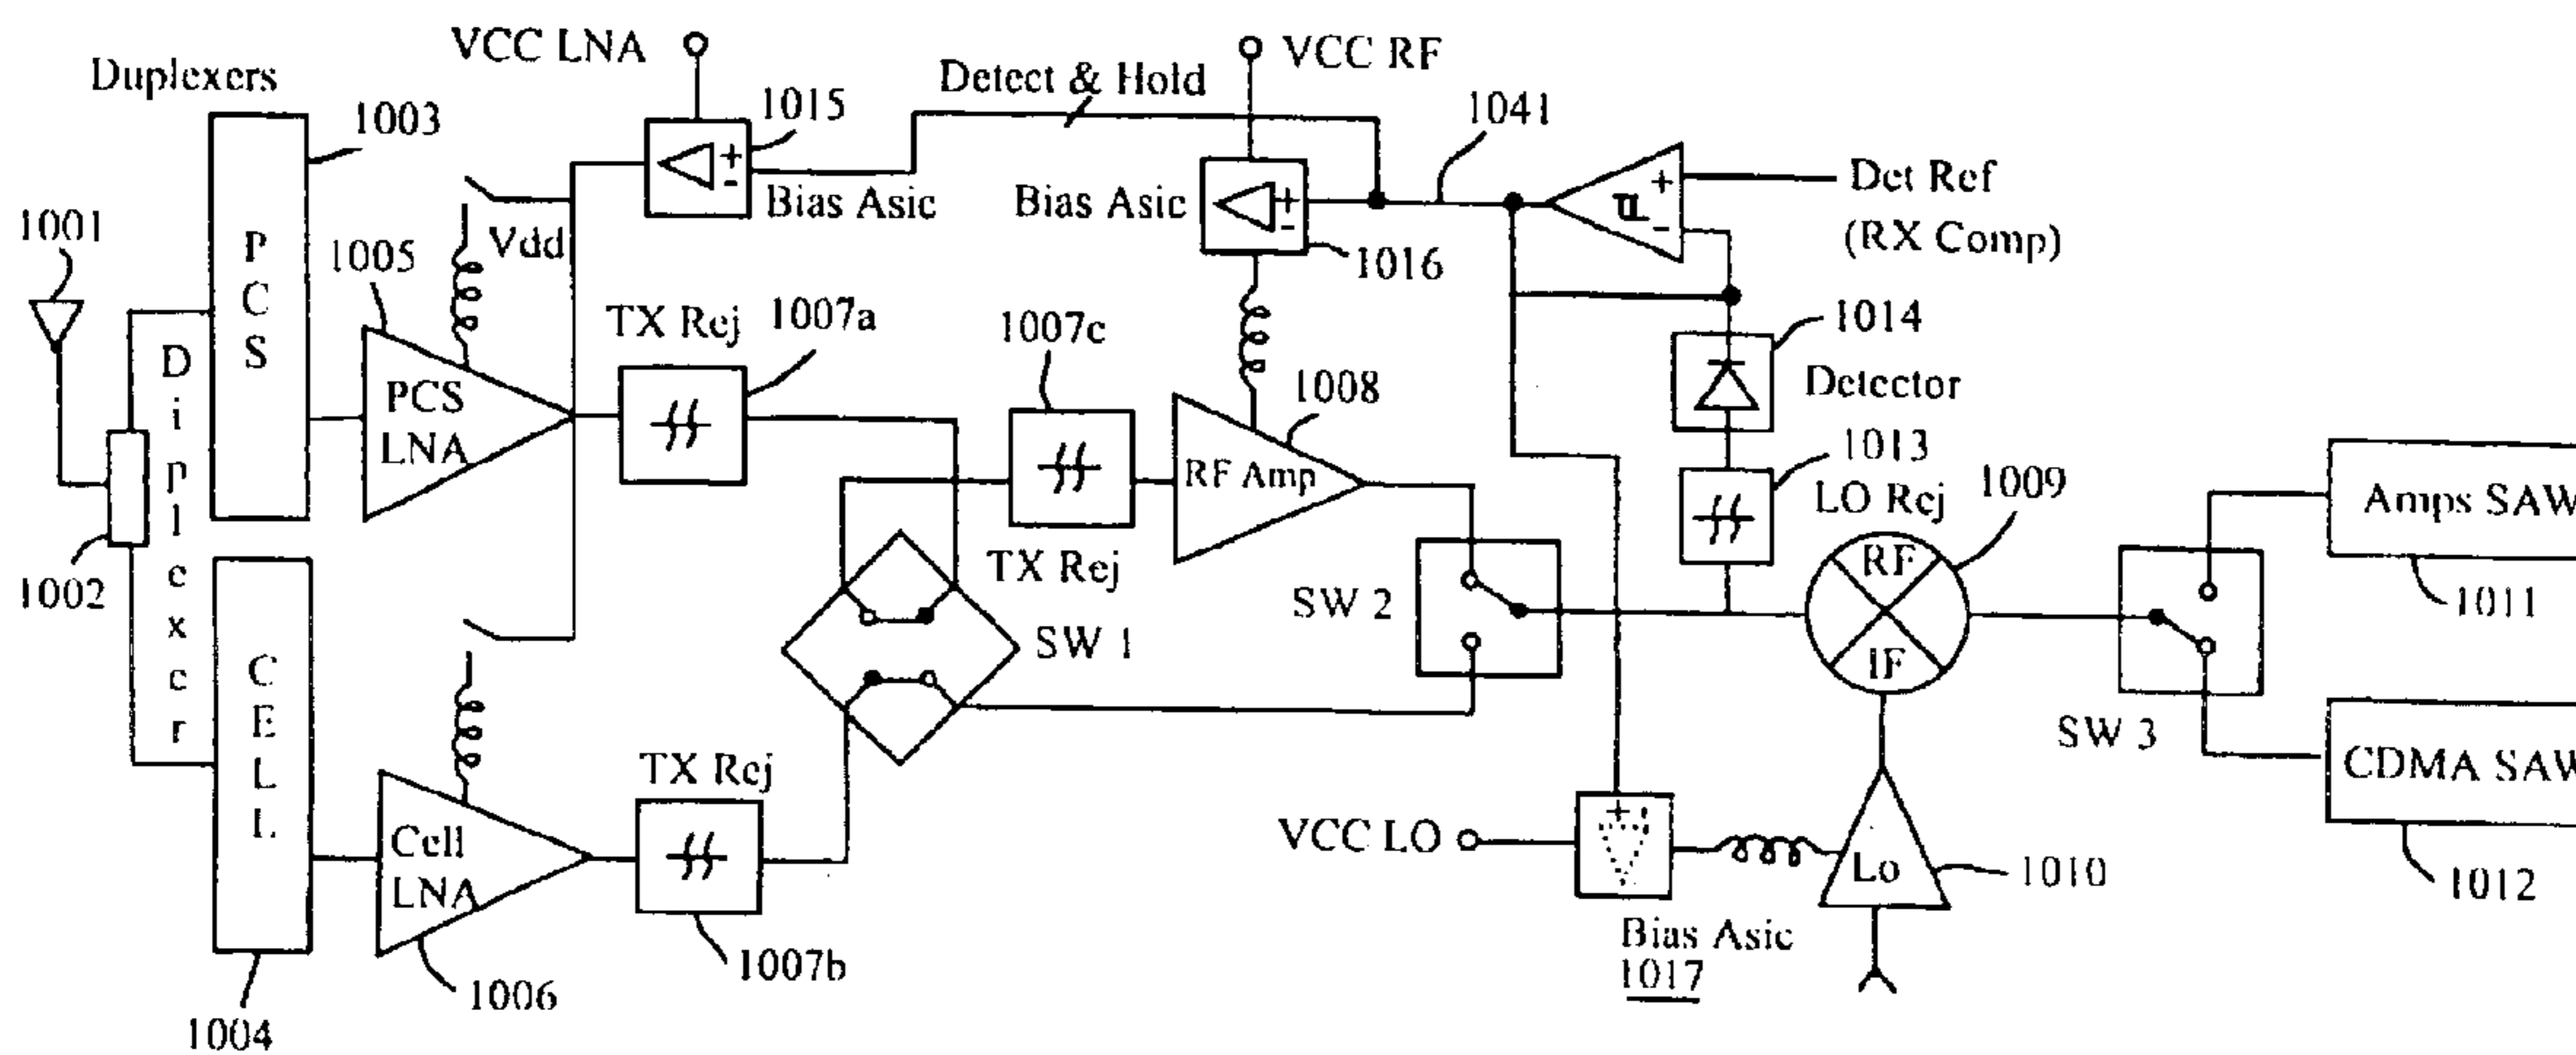 Duplexers
VCC LNA
Detect & Hold
VCC RF
1003
1015
1041
Bias Asic
Bias Asic
1016
+
-
+
-
+
-
Det Ref
(RX Comp)
1001
1002
Diplexer
PCS
1005
PCS
LNA
Vdd
TX Rej
1007a
1007c
TX Rej
1008
RF Amp
1014
Detector
1013
LO Rej
1009
RF
IF
SW 1
SW 2
SW 3
Amps SAW
1011
CDMA SAW
1012
CELL
1004
Cell
LNA
1006
TX Rej
1007b
VCC LO
+
Bias Asic
1017
Lo
1010